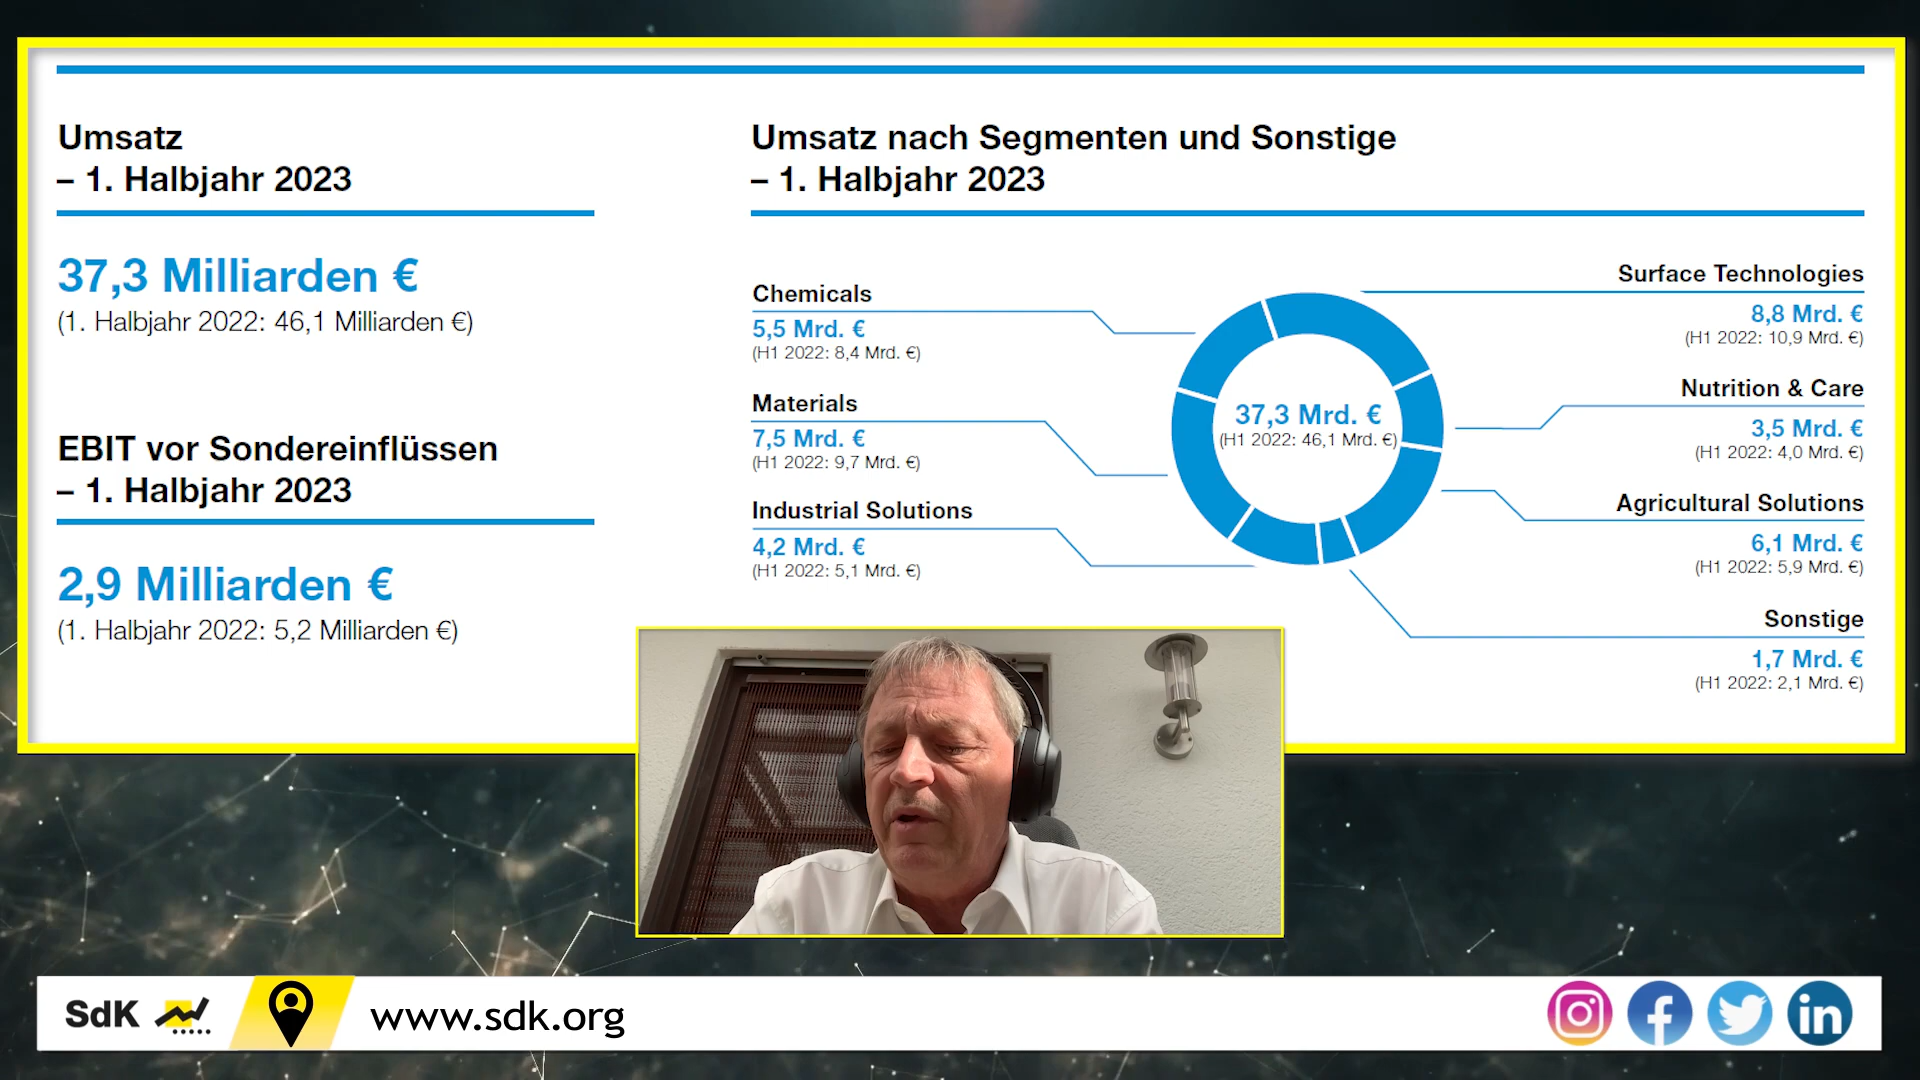 Umsatz
– 1. Halbjahr 2023
37,3 Milliarden €
(1. Halbjahr 2022: 46,1 Milliarden €)
EBIT vor Sondereinflüssen
– 1. Halbjahr 2023
2,9 Milliarden €
(1. Halbjahr 2022: 5,2 Milliarden €)
Umsatz nach Segmenten und Sonstige
– 1. Halbjahr 2023
Chemicals
5,5 Mrd. €
(H1 2022: 8,4 Mrd. €)
Materials
7,5 Mrd. €
(H1 2022: 9,7 Mrd. €)
Industrial Solutions
4,2 Mrd. €
(H1 2022: 5,1 Mrd. €)
37,3 Mrd. €
(H1 2022: 46,1 Mrd. €)
Surface Technologies
8,8 Mrd. €
(H1 2022: 10,9 Mrd. €)
Nutrition & Care
3,5 Mrd. €
(H1 2022: 4,0 Mrd. €)
Agricultural Solutions
6,1 Mrd. €
(H1 2022: 5,9 Mrd. €)
Sonstige
1,7 Mrd. €
(H1 2022: 2,1 Mrd. €)
SdK
www.sdk.org